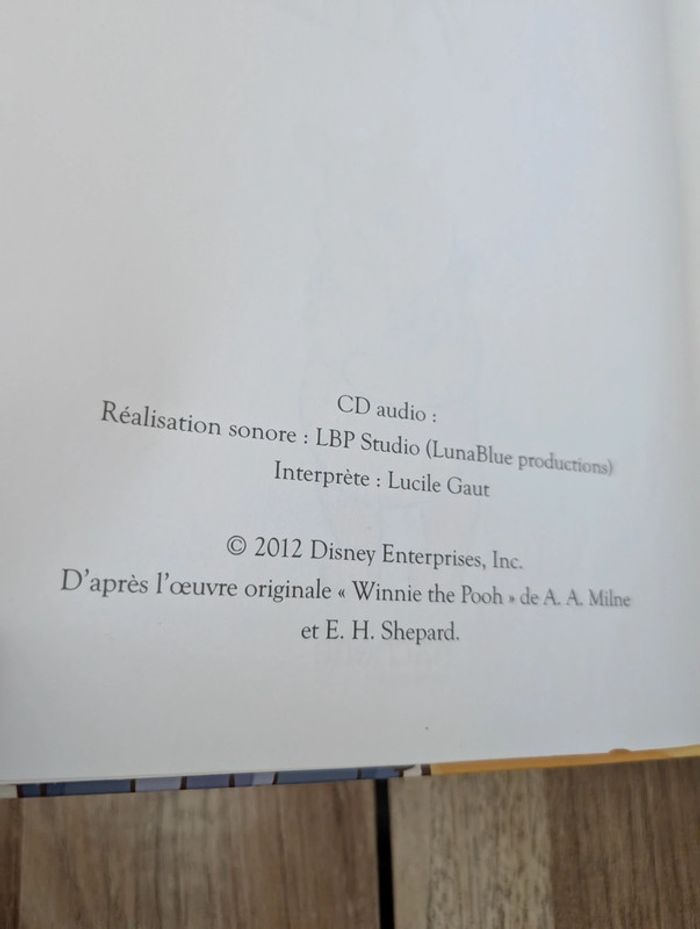 CD audio :
Réalisation sonore : LBP Studio (LunaBlue productions)
Interprète : Lucile Gaut
© 2012 Disney Enterprises, Inc.
D'après l'œuvre originale « Winnie the Pooh » de A. A. Milne
et E. H. Shepard.